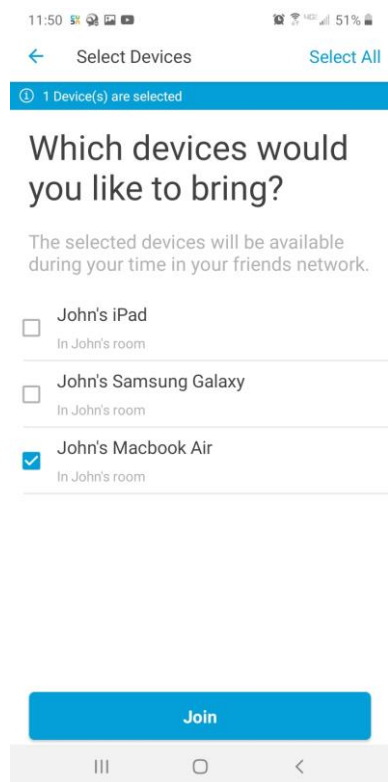 11:50 51%
Select Devices Select All
1 Device(s) are selected
Which devices would
you like to bring?
The selected devices will be available
during your time in your friends network.
John's iPad
In John's room
John's Samsung Galaxy
In John's room
John's Macbook Air
In John's room
Join